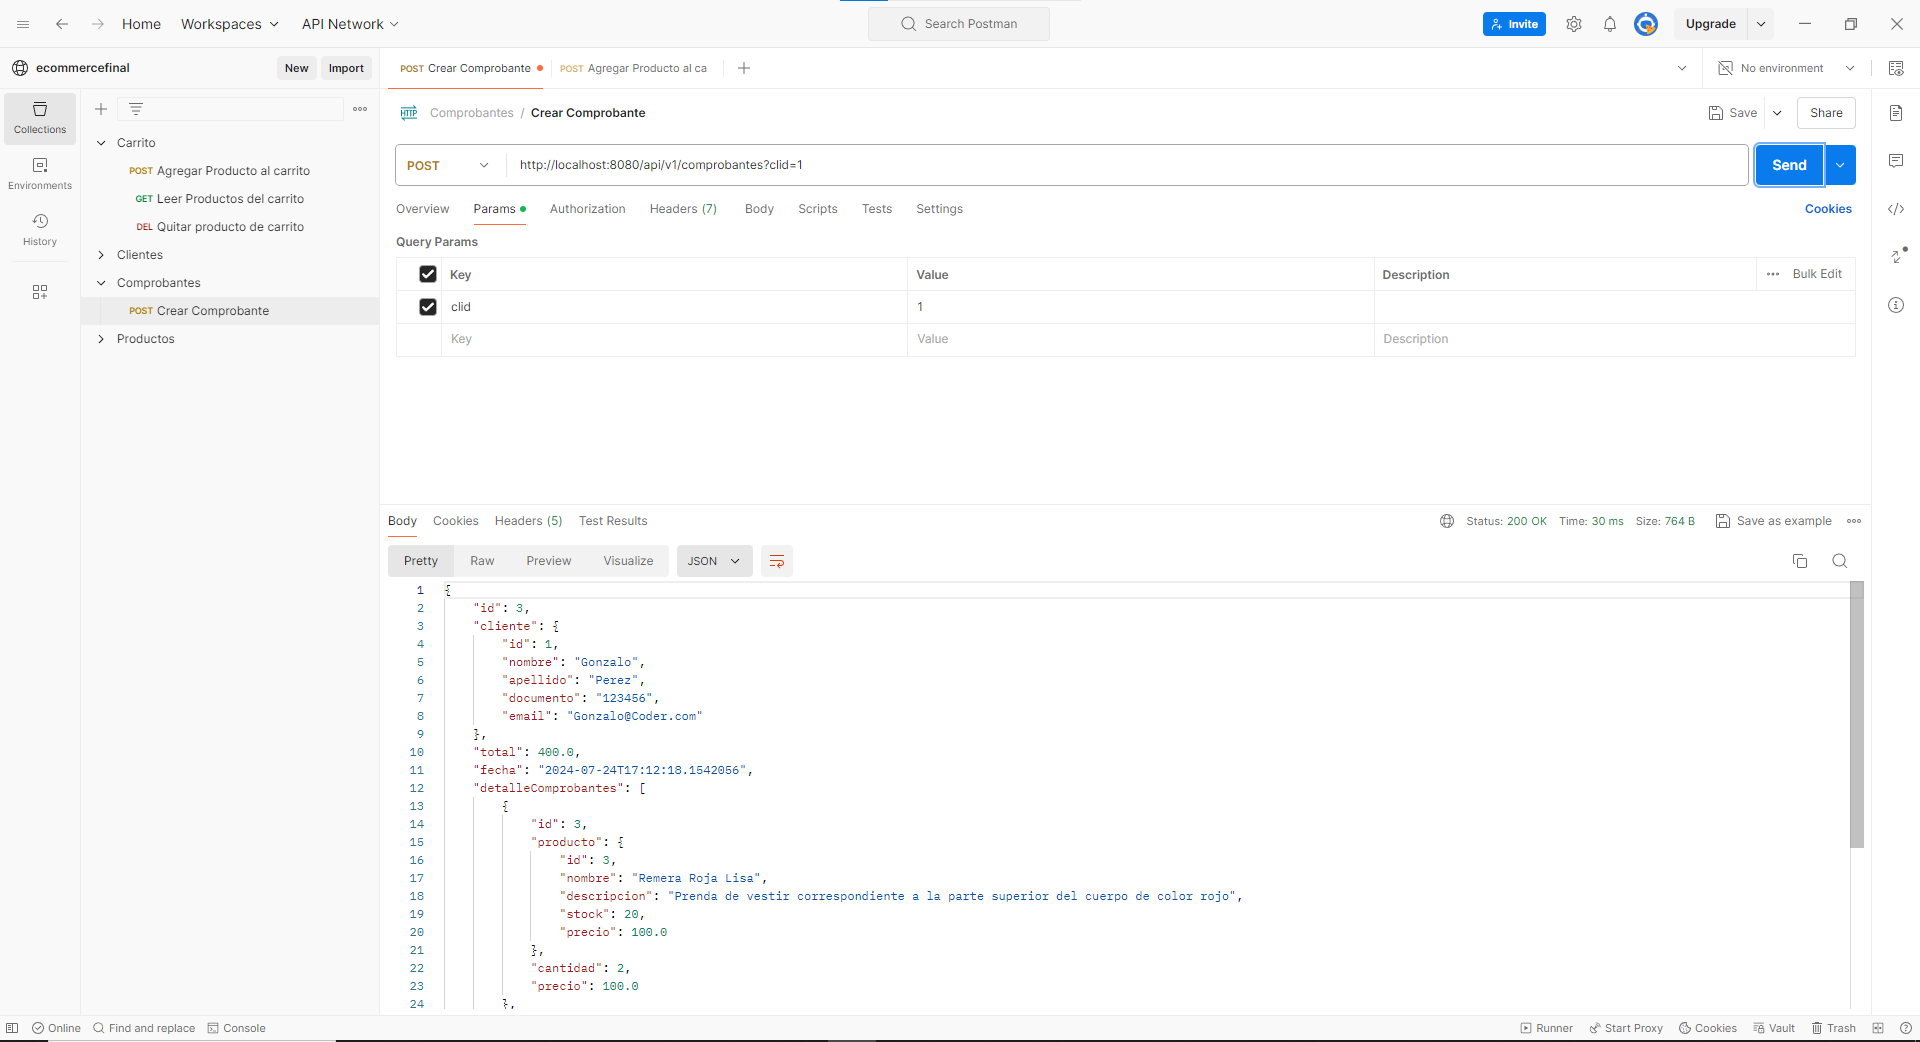 Home
Workspaces
API Network
Search Postman
Invite
Upgrade
ecommercefinal
New
Import
POST Crear Comprobante
POST Agregar Producto al ca
No environment
Collections
Environments
History
Carrito
POST Agregar Producto al carrito
GET Leer Productos del carrito
DEL Quitar producto de carrito
Clientes
Comprobantes
POST Crear Comprobante
Productos
HTTP Comprobantes / Crear Comprobante
Save
Share
POST
http://localhost:8080/api/v1/comprobantes?clid=1
Send
Overview
Params
Authorization
Headers (7)
Body
Scripts
Tests
Settings
Cookies
Query Params
Key Value Description Bulk Edit
clid 1
Key Value Description
Body
Cookies
Headers (5)
Test Results
Status: 200 OK Time: 30 ms Size: 764 B
Save as example
Pretty
Raw
Preview
Visualize
JSON
1 {
2 "id": 3,
3 "cliente": {
4 "id": 1,
5 "nombre": "Gonzalo",
6 "apellido": "Perez",
7 "documento": "123456",
8 "email": "Gonzalo@Coder.com"
9 },
10 "total": 400.0,
11 "fecha": "2024-07-24T17:12:18.1542056",
12 "detalleComprobantes": [
13 {
14 "id": 3,
15 "producto": {
16 "id": 3,
17 "nombre": "Remera Roja Lisa",
18 "descripcion": "Prenda de vestir correspondiente a la parte superior del cuerpo de color rojo",
19 "stock": 20,
20 "precio": 100.0
21 },
22 "cantidad": 2,
23 "precio": 100.0
24 },
Online
Find and replace
Console
Runner
Start Proxy
Cookies
Vault
Trash